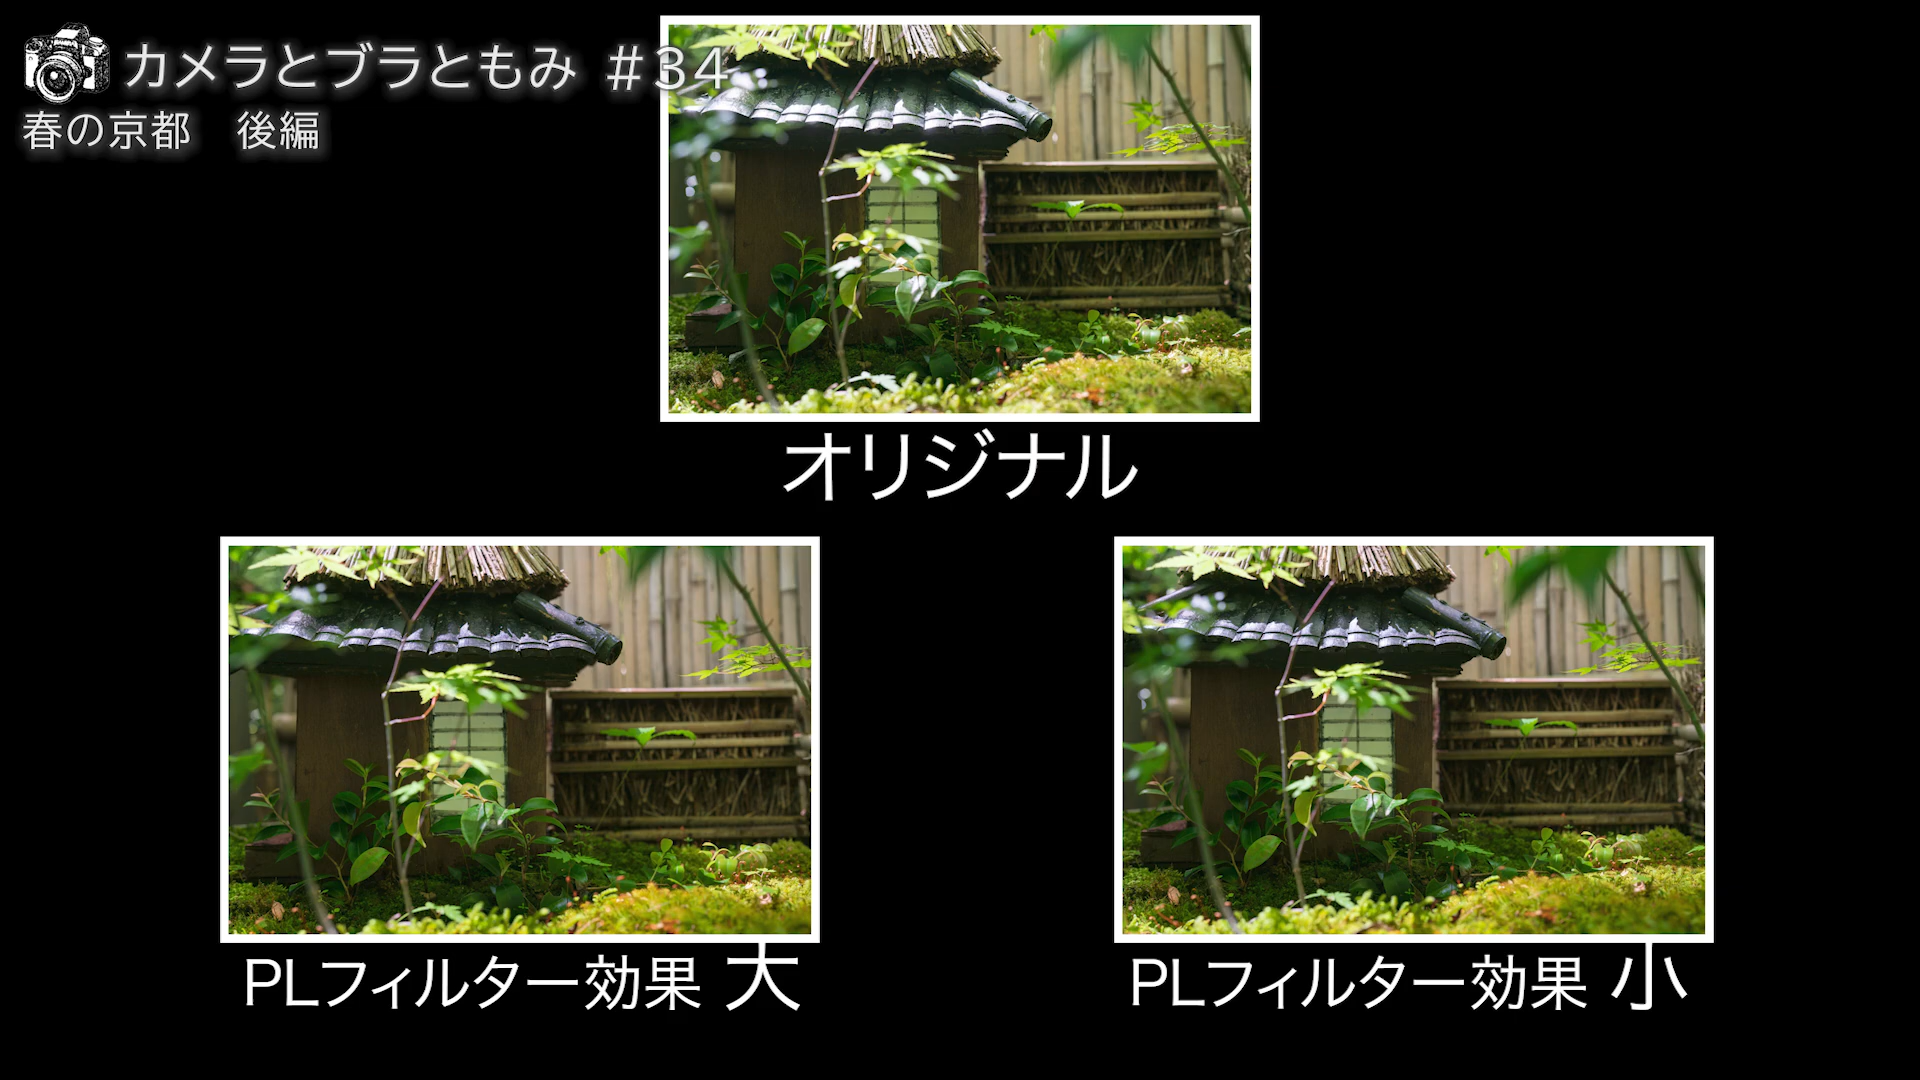 カメラとブラともみ #34
春の京都　後編
オリジナル
PLフィルター効果 大
PLフィルター効果 小